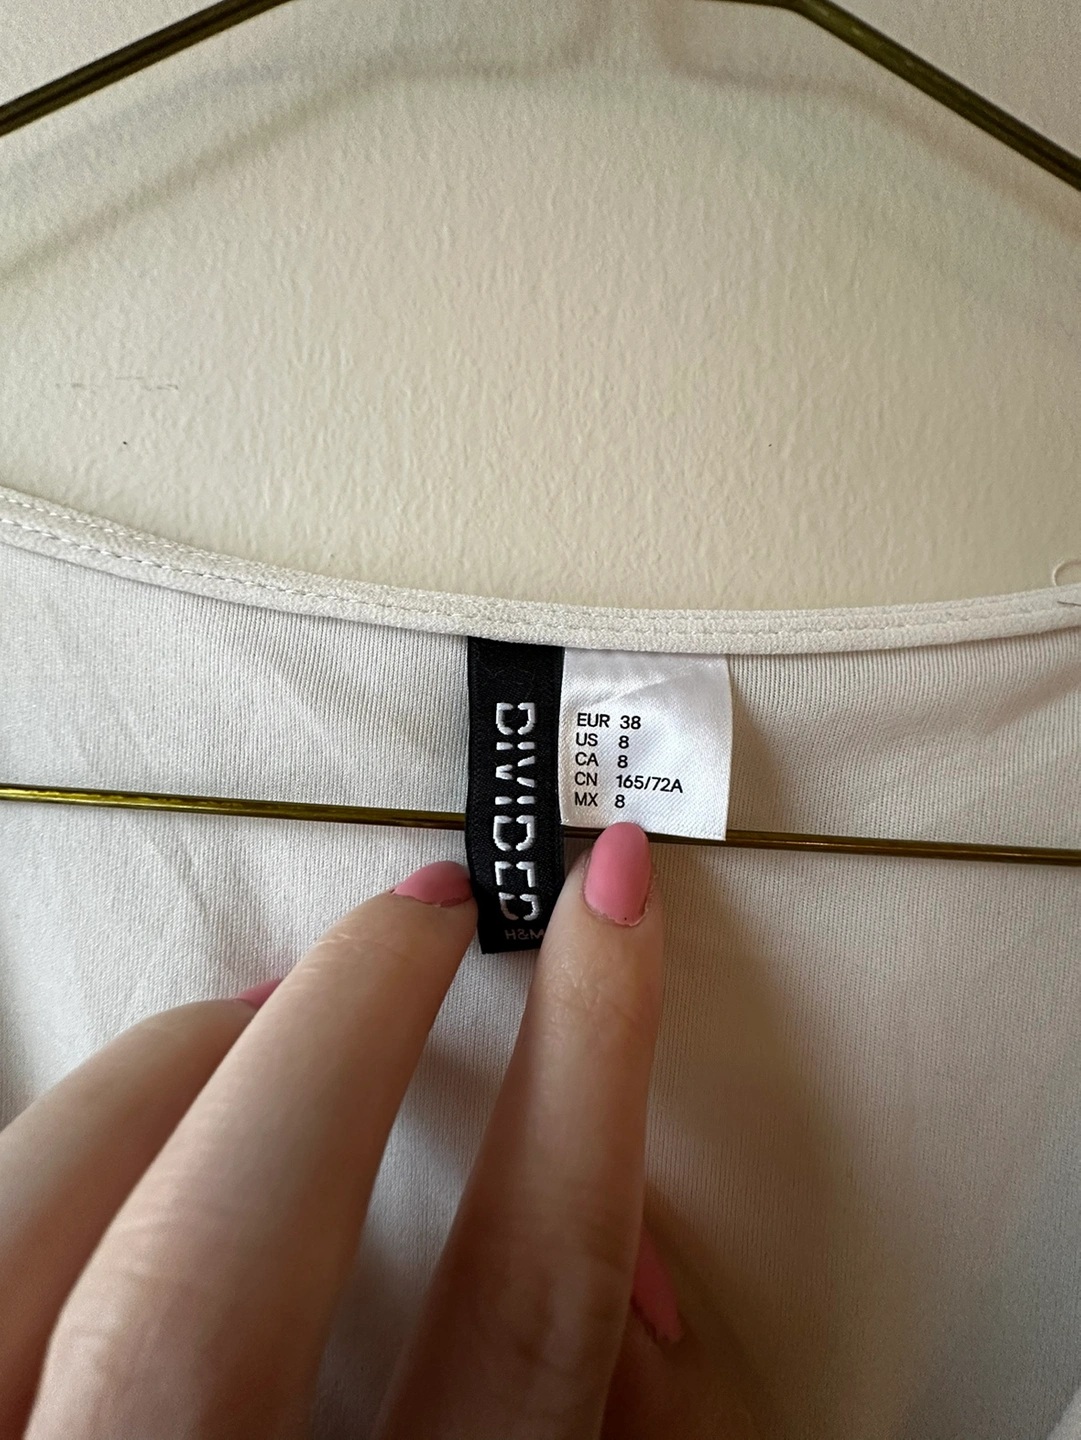 DIVIDED
H&M
EUR 38
US 8
CA 8
CN 165/72A
MX 8